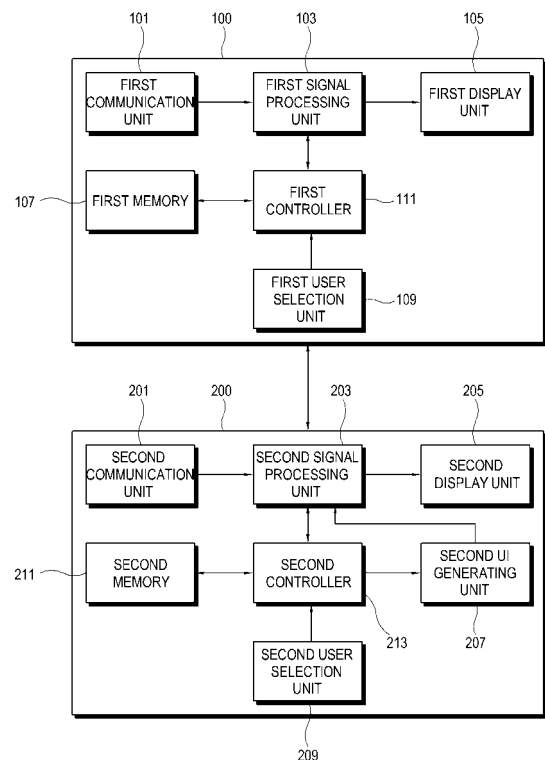 101
100
103
105
FIRST
COMMUNICATION
UNIT
FIRST SIGNAL
PROCESSING
UNIT
FIRST DISPLAY
UNIT
107
FIRST MEMORY
FIRST
CONTROLLER
111
FIRST USER
SELECTION
UNIT
109
201
200
203
205
SECOND
COMMUNICATION
UNIT
SECOND SIGNAL
PROCESSING
UNIT
SECOND
DISPLAY UNIT
211
SECOND
MEMORY
SECOND
CONTROLLER
SECOND UI
GENERATING
UNIT
213
207
SECOND USER
SELECTION
UNIT
209